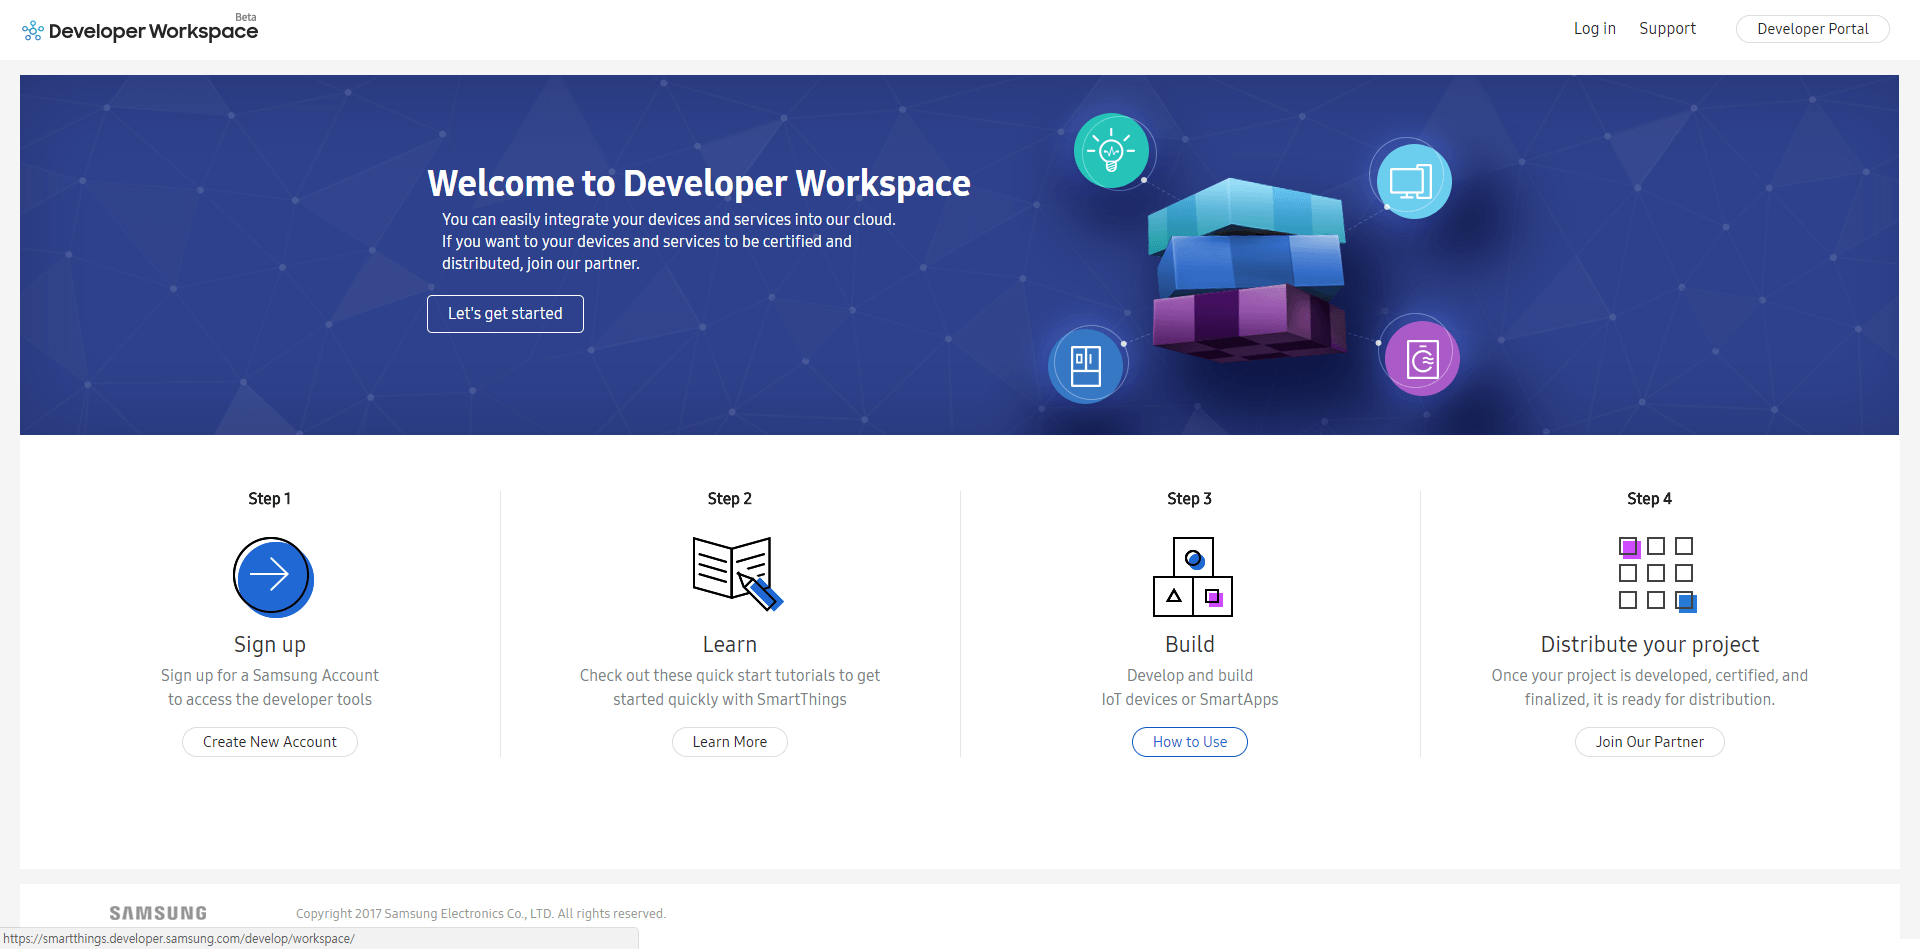 Beta
Developer Workspace
Log in
Support
Developer Portal
Welcome to Developer Workspace
You can easily integrate your devices and services into our cloud.
If you want to your devices and services to be certified and
distributed, join our partner.
Let's get started
Step 1
Sign up
Sign up for a Samsung Account
to access the developer tools
Create New Account
Step 2
Learn
Check out these quick start tutorials to get
started quickly with SmartThings
Learn More
Step 3
Build
Develop and build
IoT devices or SmartApps
How to Use
Step 4
Distribute your project
Once your project is developed, certified, and
finalized, it is ready for distribution.
Join Our Partner
SAMSUNG
Copyright 2017 Samsung Electronics Co., LTD. All rights reserved.
https://smartthings.developer.samsung.com/develop/workspace/